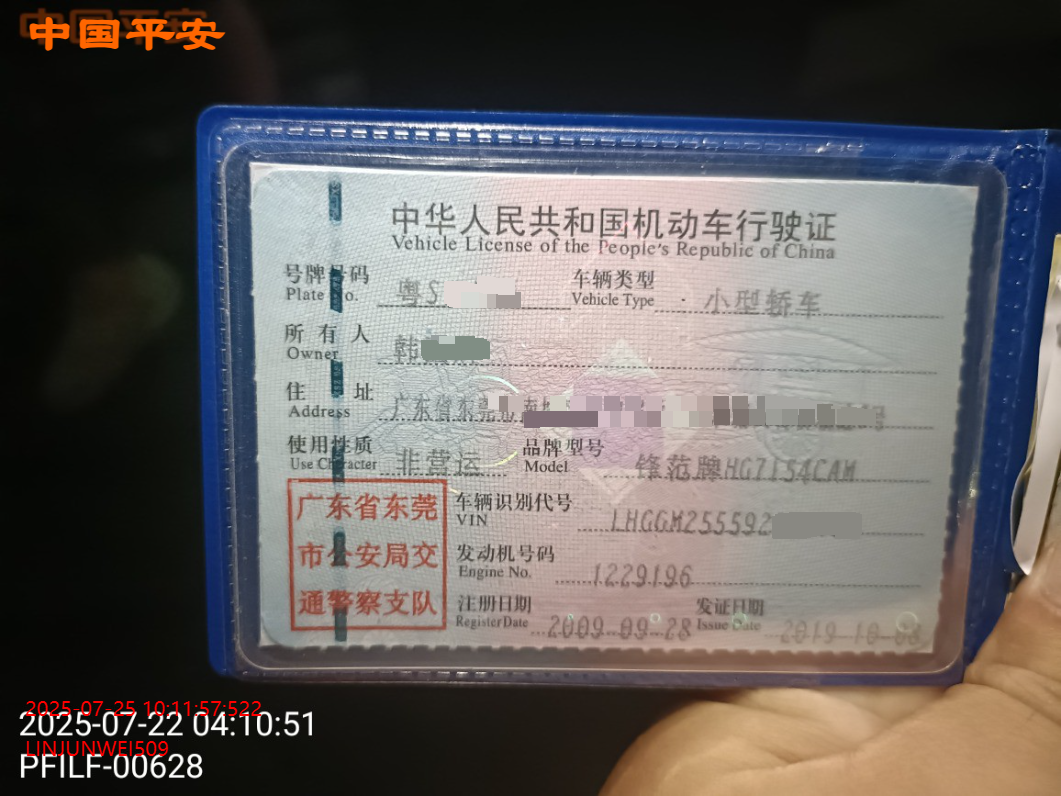 中国平安
中华人民共和国机动车行驶证
Vehicle License of the People's Republic of China
号牌号码 粤S 车辆类型 小型轿车
Plate No. Vehicle Type
所有人 韩
Owner
住址 广东省东莞市
Address
使用性质 非营运 品牌型号 锋范牌HG7154CAM
Use Character Model
广东省东莞
市公安局交
通警察支队
车辆识别代号 LHGGM255592
VIN
发动机号码 1229196
Engine No.
注册日期 2009-09-28 发证日期 2019-10-08
Register Date Issue Date
2025-07-25 10:11:57:522
2025-07-22 04:10:51
LINJUNWEI509
PFILF-00628